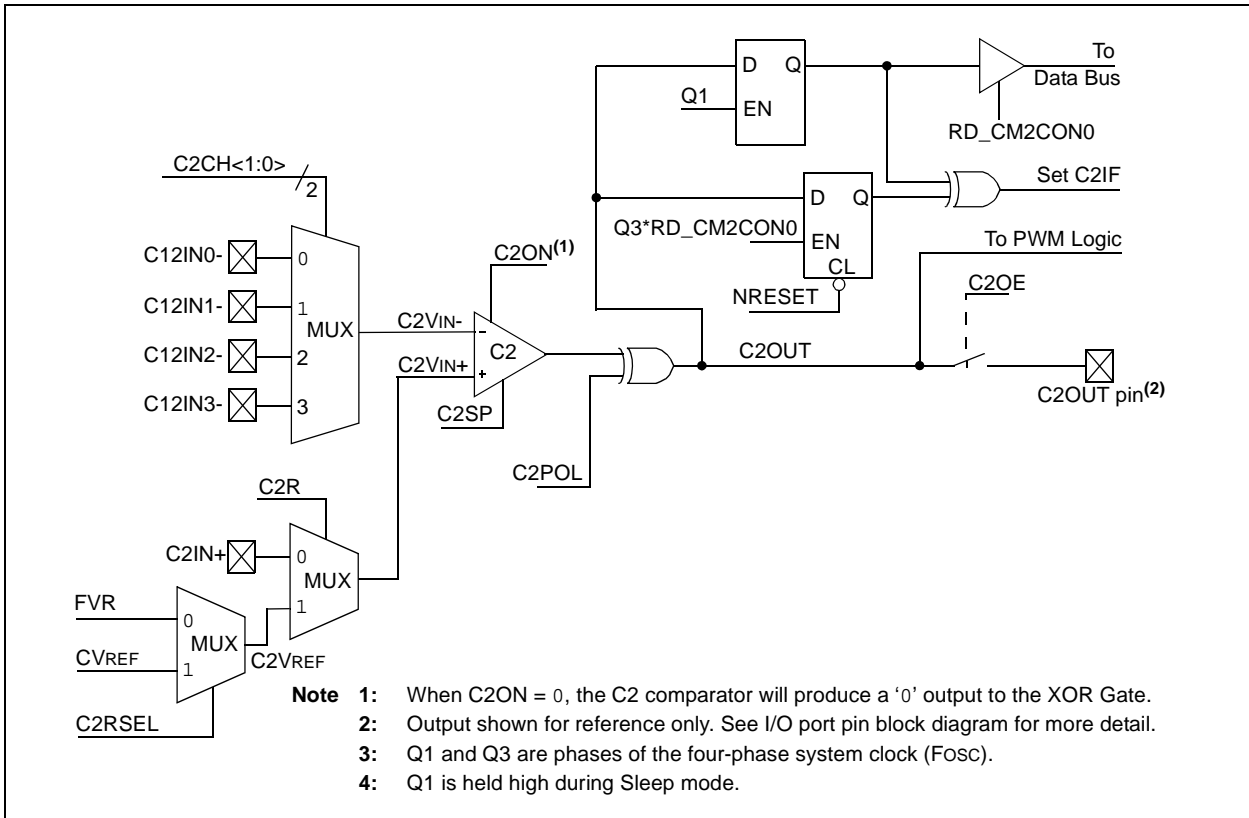 D Q
To
Data Bus
Q1
EN
RD_CM2CON0
C2CH<1:0>
2
D Q
Set C2IF
Q3*RD_CM2CON0
EN
CL
To PWM Logic
C12IN0-
0
C2ON(1)
NRESET
C2OE
C12IN1-
1
MUX
C2VIN-
-
C12IN2-
2
C2
C2OUT
C2VIN+
+
C12IN3-
3
C2OUT pin(2)
C2SP
C2POL
C2R
C2IN+
0
MUX
FVR
0
1
MUX
CVREF
1
C2VREF
C2RSEL
Note 1: When C2ON = 0, the C2 comparator will produce a ‘0’ output to the XOR Gate.
2: Output shown for reference only. See I/O port pin block diagram for more detail.
3: Q1 and Q3 are phases of the four-phase system clock (FOSC).
4: Q1 is held high during Sleep mode.